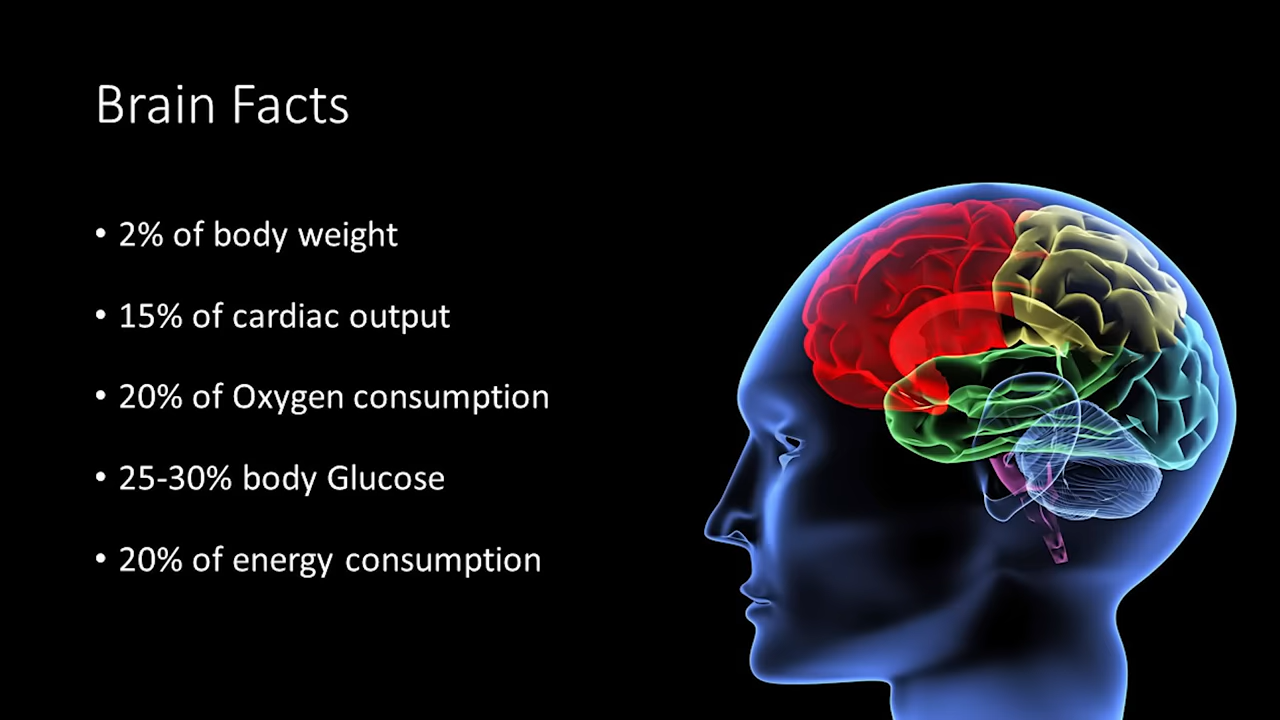 Brain Facts
• 2% of body weight
• 15% of cardiac output
• 20% of Oxygen consumption
• 25-30% body Glucose
• 20% of energy consumption